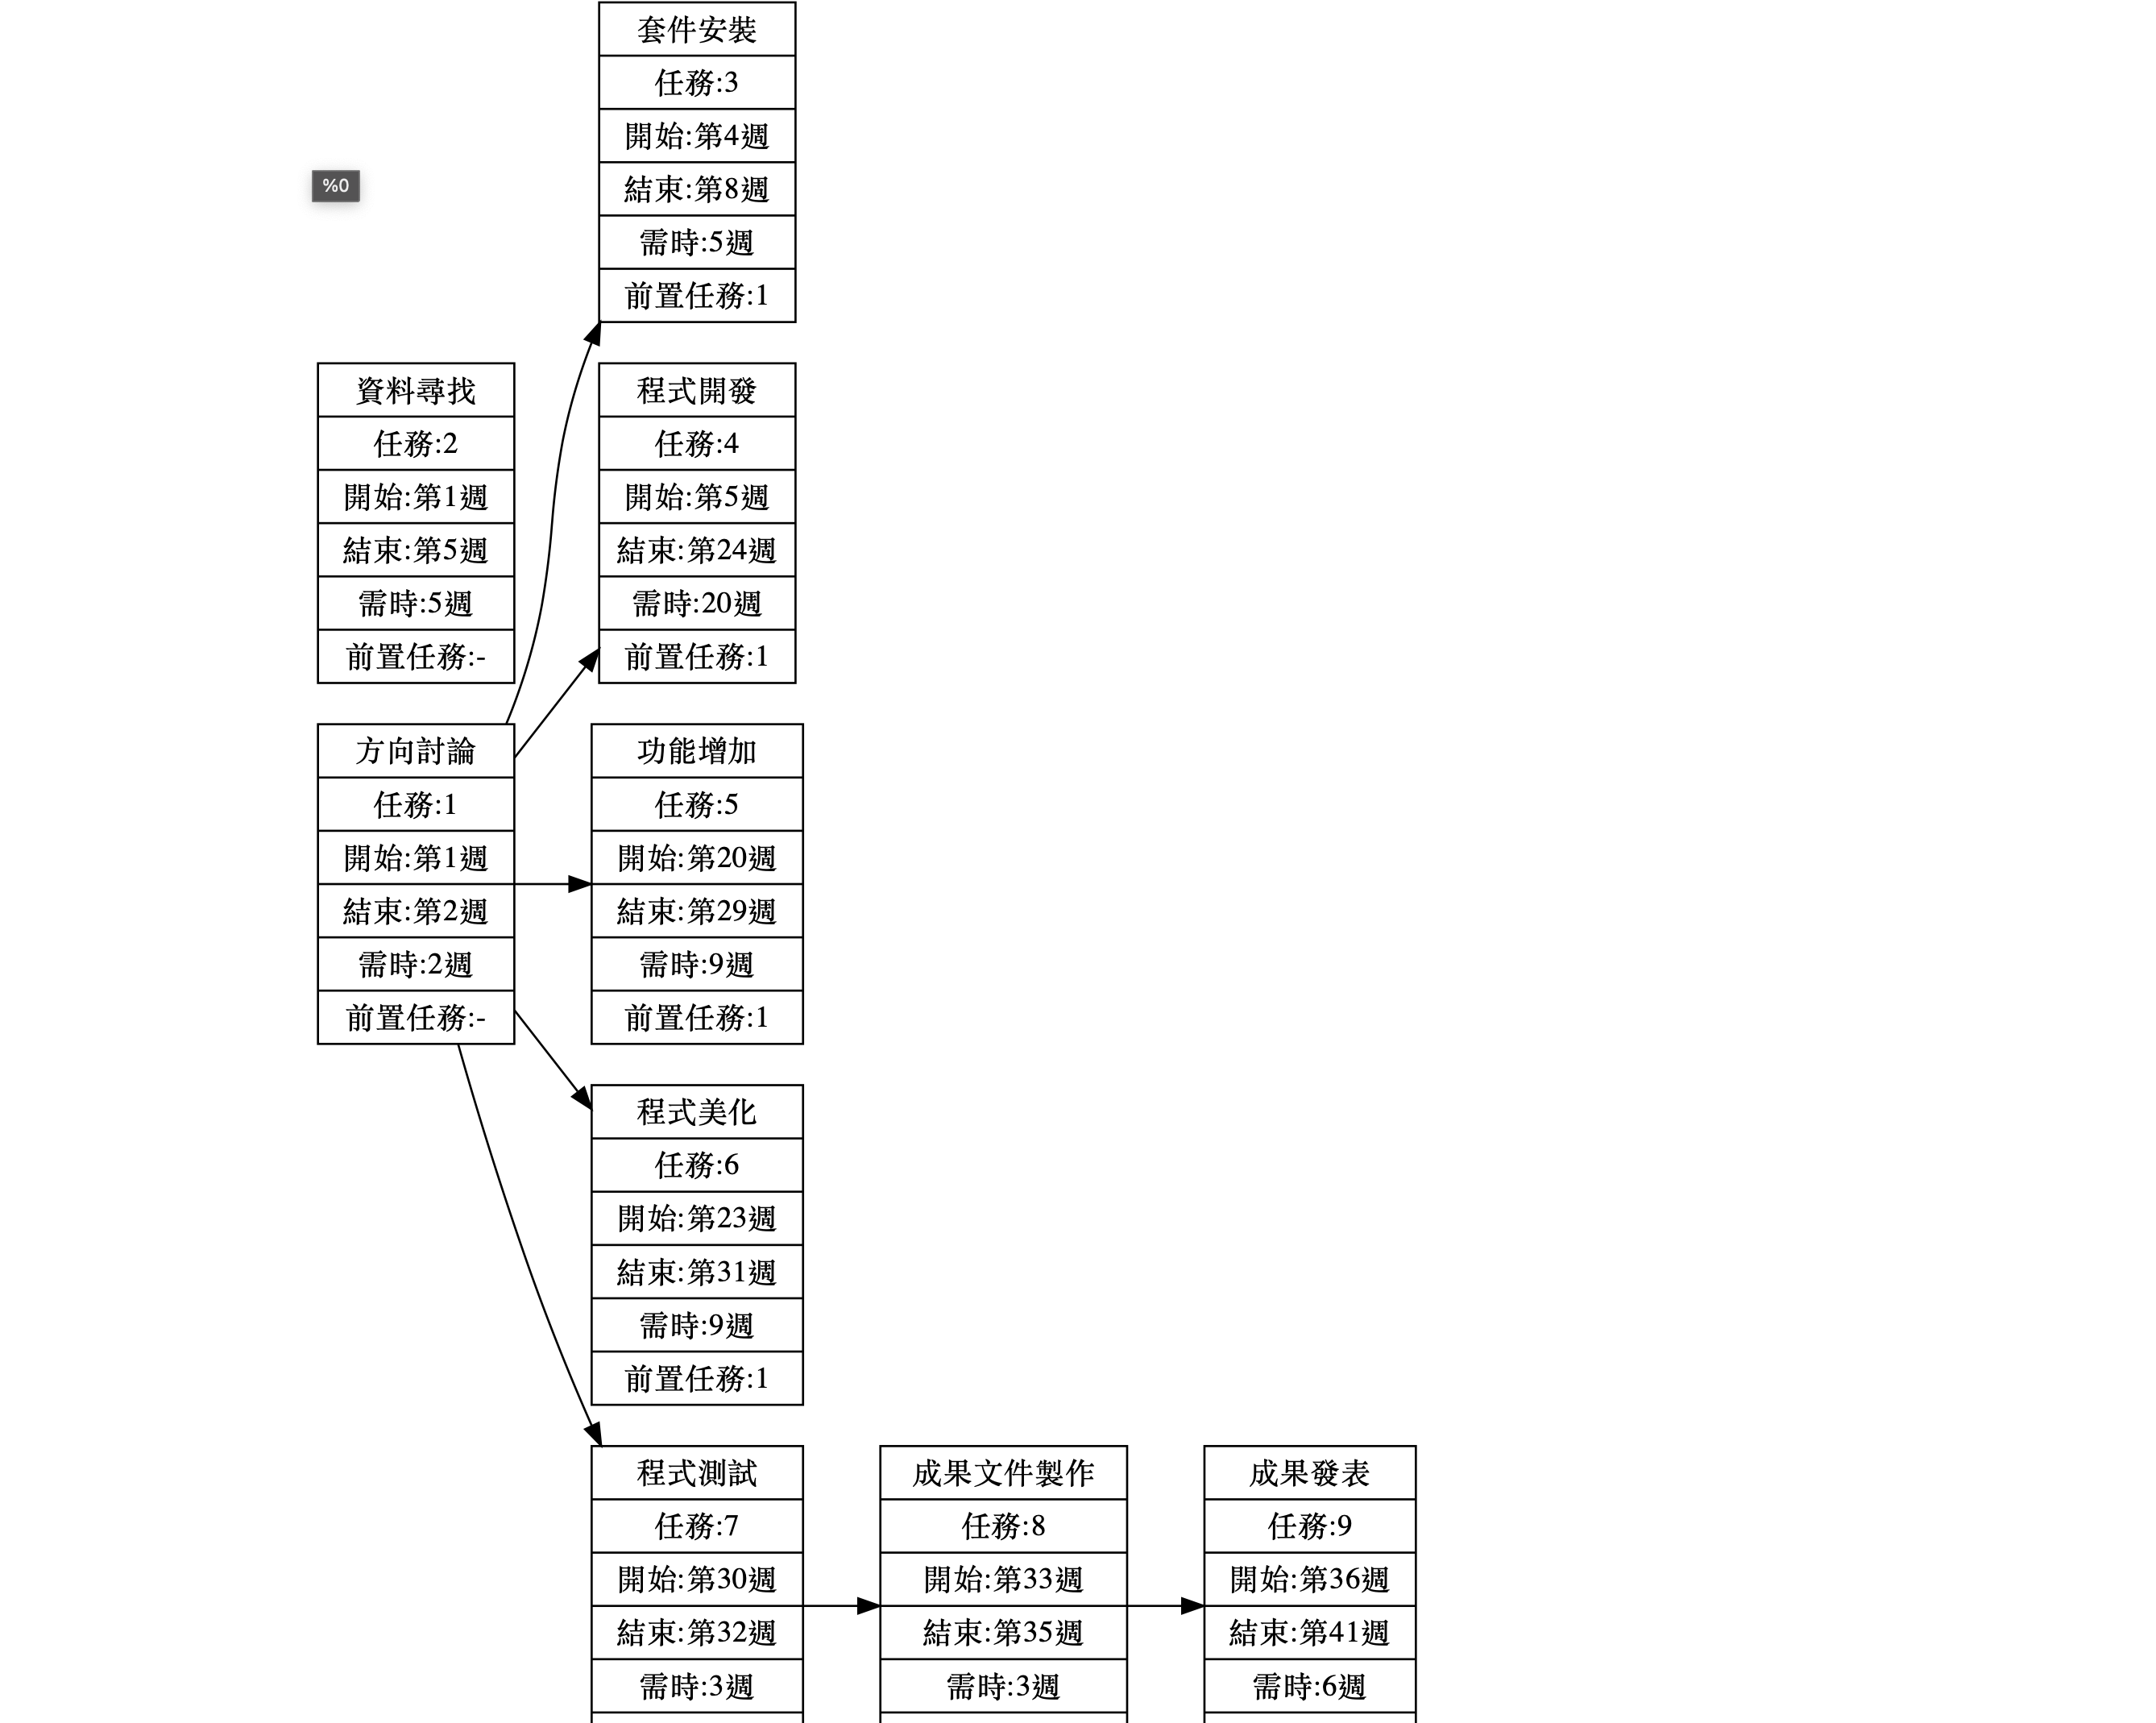 套件安裝
任務:3
開始:第4週
結束:第8週
需時:5週
前置任務:1
%0
資料尋找
任務:2
開始:第1週
結束:第5週
需時:5週
前置任務:-
程式開發
任務:4
開始:第5週
結束:第24週
需時:20週
前置任務:1
方向討論
任務:1
開始:第1週
結束:第2週
需時:2週
前置任務:-
功能增加
任務:5
開始:第20週
結束:第29週
需時:9週
前置任務:1
程式美化
任務:6
開始:第23週
結束:第31週
需時:9週
前置任務:1
程式測試
任務:7
開始:第30週
結束:第32週
需時:3週
成果文件製作
任務:8
開始:第33週
結束:第35週
需時:3週
成果發表
任務:9
開始:第36週
結束:第41週
需時:6週